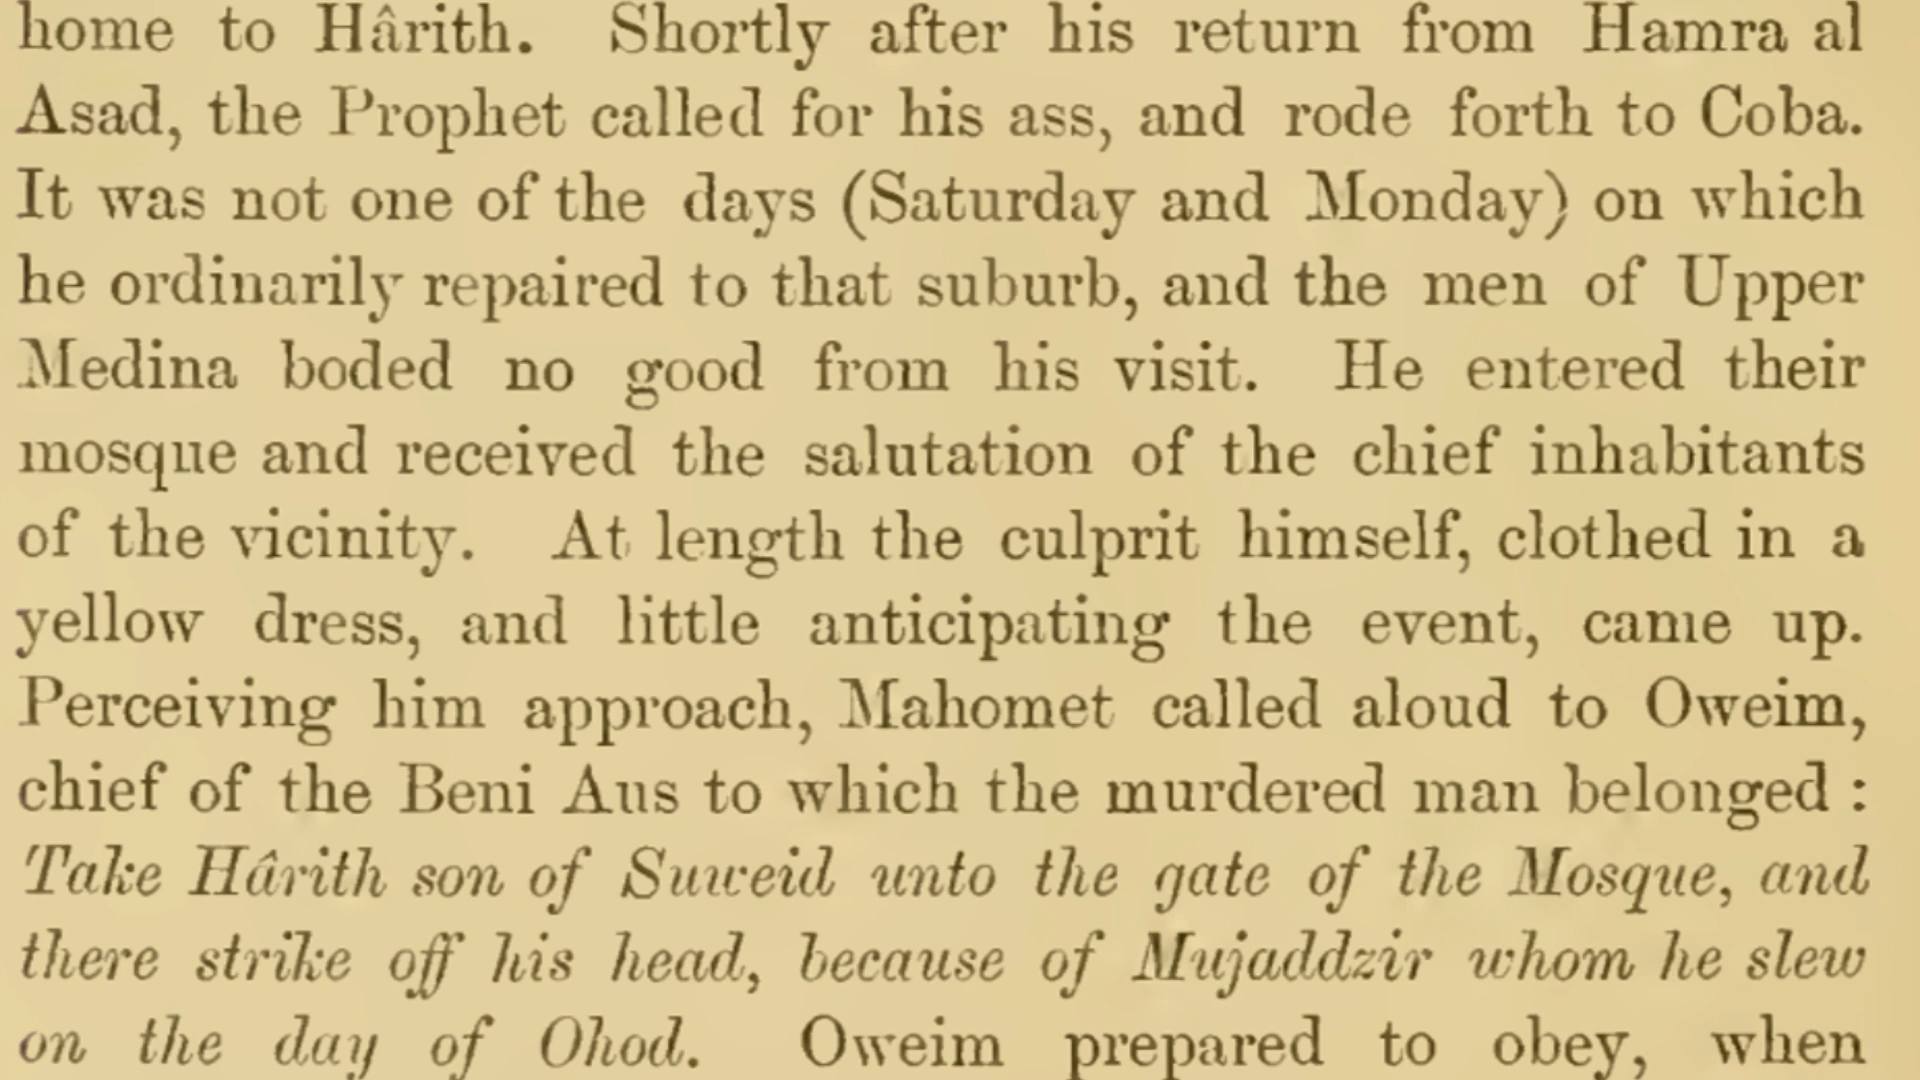 home to Hârith. Shortly after his return from Hamra al
Asad, the Prophet called for his ass, and rode forth to Coba.
It was not one of the days (Saturday and Monday) on which
he ordinarily repaired to that suburb, and the men of Upper
Medina boded no good from his visit. He entered their
mosque and received the salutation of the chief inhabitants
of the vicinity. At length the culprit himself, clothed in a
yellow dress, and little anticipating the event, came up.
Perceiving him approach, Mahomet called aloud to Oweim,
chief of the Beni Aus to which the murdered man belonged :
Take Hârith son of Suweid unto the gate of the Mosque, and
there strike off his head, because of Mujaddzir whom he slew
on the day of Ohod. Oweim prepared to obey, when